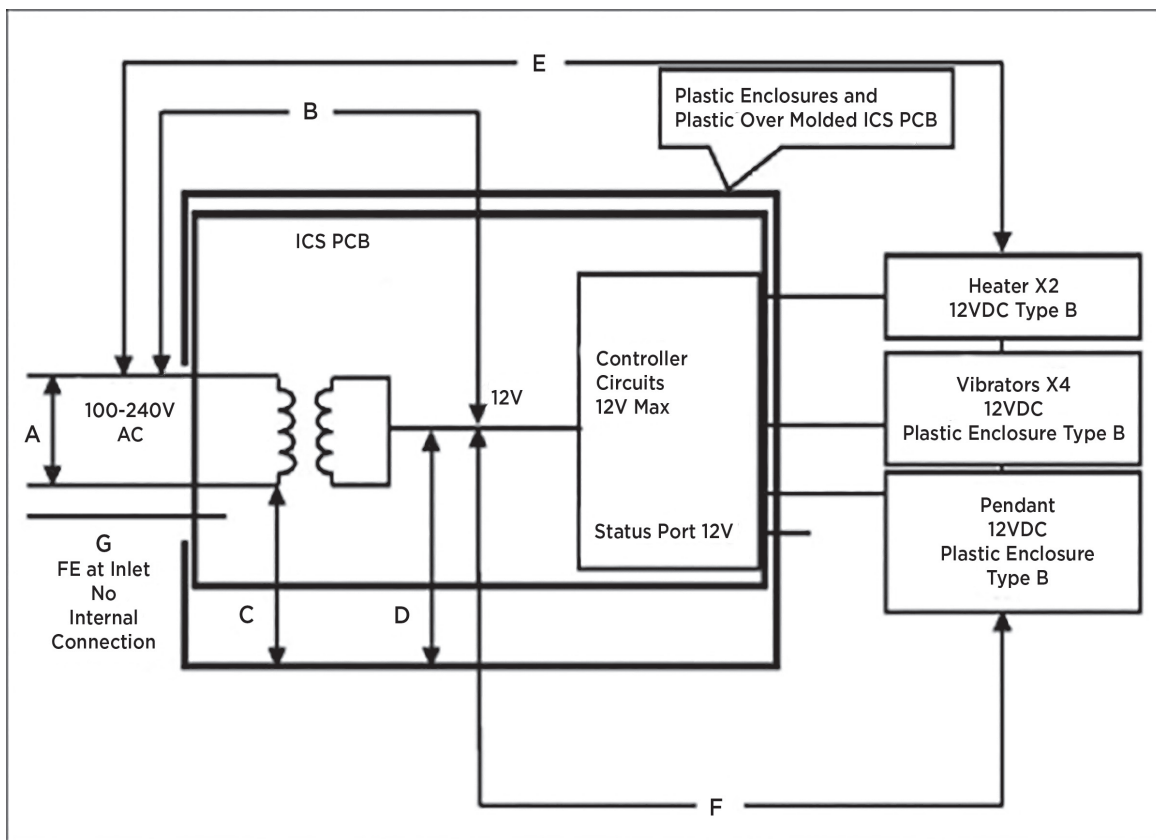 E
B
Plastic Enclosures and
Plastic Over Molded ICS PCB
ICS PCB
Heater X2
12VDC Type B
Controller
Circuits
12V Max
12V
Vibrators X4
12VDC
Plastic Enclosure Type B
100-240V
AC
A
Status Port 12V
Pendant
12VDC
Plastic Enclosure
Type B
G
FE at Inlet
No
Internal
Connection
C
D
F